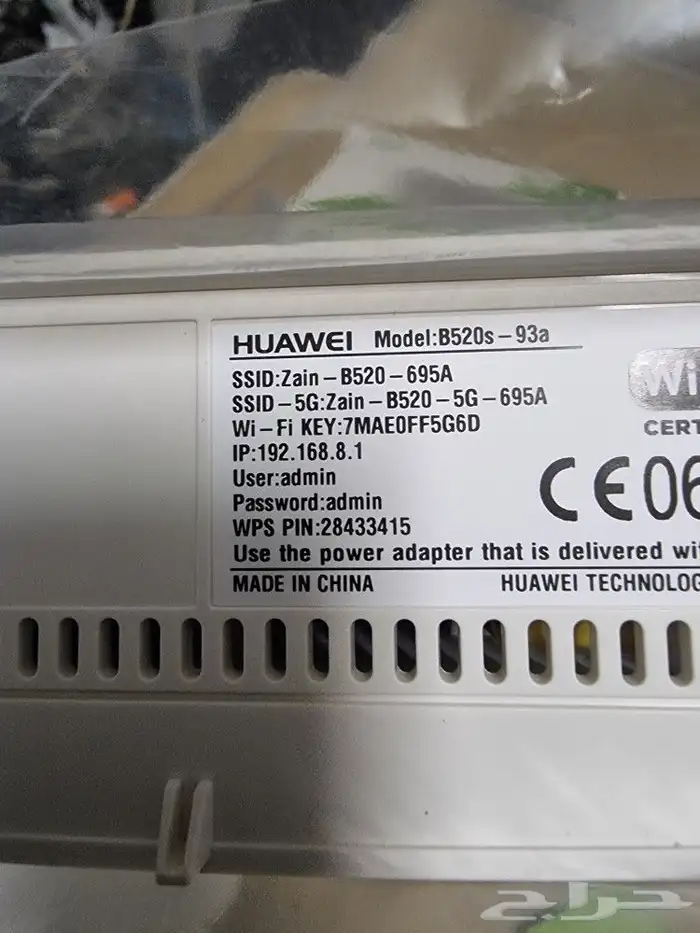 HUAWEI Model:B520s-93a
SSID:Zain-B520-695A
SSID-5G:Zain-B520-5G-695A
Wi-Fi KEY:7MAE0FF5G6D
IP:192.168.8.1
User:admin
Password:admin
WPS PIN:28433415
Use the power adapter that is delivered wi
MADE IN CHINA HUAWEI TECHNOLOG
Wi
CERT
CE06
حراج